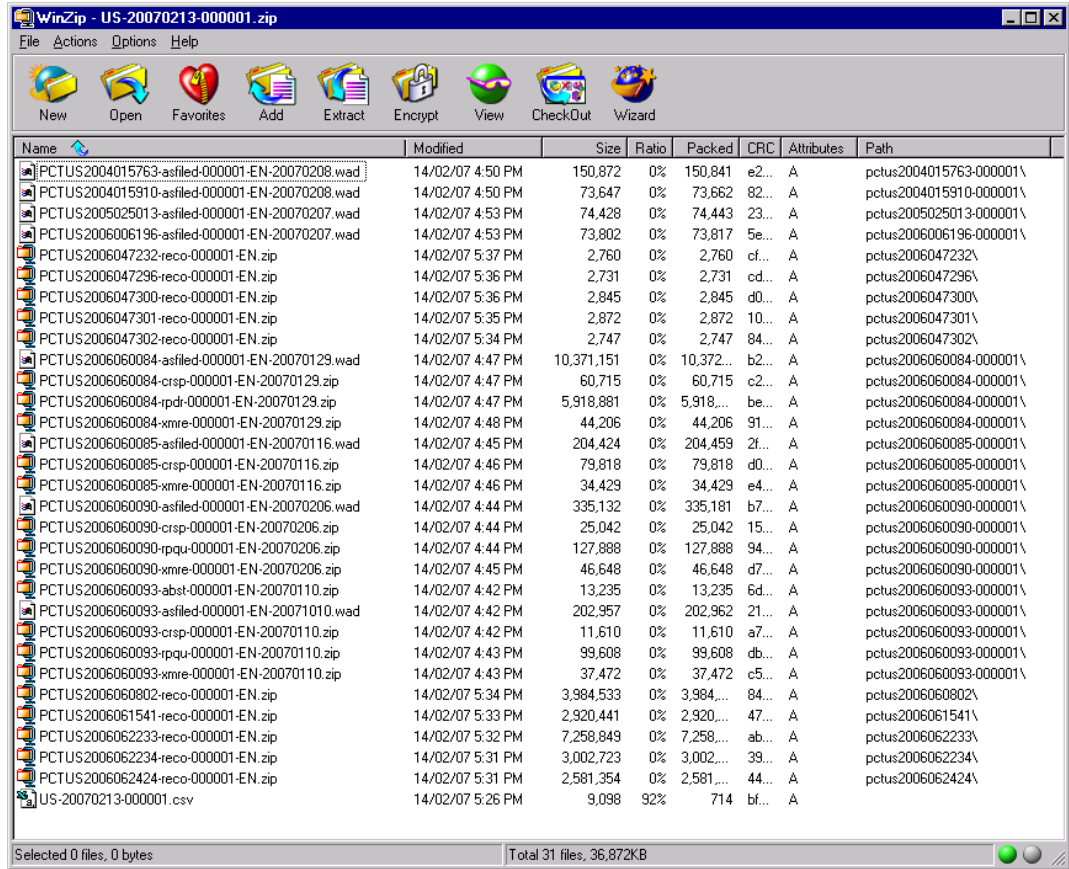 WinZip - US-20070213-000001.zip
File Actions Options Help
New Open Favorites Add Extract Encrypt View CheckOut Wizard
Name Modified Size Ratio Packed CRC Attributes Path
PCTUS2004015763-asfiled-000001-EN-20070208.wad 14/02/07 4:50 PM 150,872 0% 150,841 e2... A pctus2004015763-000001\
PCTUS2004015910-asfiled-000001-EN-20070208.wad 14/02/07 4:50 PM 73,647 0% 73,662 82... A pctus2004015910-000001\
PCTUS2005025013-asfiled-000001-EN-20070207.wad 14/02/07 4:53 PM 74,428 0% 74,443 23... A pctus2005025013-000001\
PCTUS2006006196-asfiled-000001-EN-20070207.wad 14/02/07 4:53 PM 73,802 0% 73,817 5e... A pctus2006006196-000001\
PCTUS2006047232-reco-000001-EN.zip 14/02/07 5:37 PM 2,760 0% 2,760 cf... A pctus2006047232\
PCTUS2006047296-reco-000001-EN.zip 14/02/07 5:36 PM 2,731 0% 2,731 cd... A pctus2006047296\
PCTUS2006047300-reco-000001-EN.zip 14/02/07 5:36 PM 2,845 0% 2,845 d0... A pctus2006047300\
PCTUS2006047301-reco-000001-EN.zip 14/02/07 5:35 PM 2,872 0% 2,872 10... A pctus2006047301\
PCTUS2006047302-reco-000001-EN.zip 14/02/07 5:34 PM 2,747 0% 2,747 84... A pctus2006047302\
PCTUS2006060084-asfiled-000001-EN-20070129.wad 14/02/07 4:47 PM 10,371,151 0% 10,372... b2... A pctus2006060084-000001\
PCTUS2006060084-crsp-000001-EN-20070129.zip 14/02/07 4:47 PM 60,715 0% 60,715 c2... A pctus2006060084-000001\
PCTUS2006060084-rpdr-000001-EN-20070129.zip 14/02/07 4:47 PM 5,918,881 0% 5,918,... be... A pctus2006060084-000001\
PCTUS2006060084-xmre-000001-EN-20070129.zip 14/02/07 4:48 PM 44,206 0% 44,206 91... A pctus2006060084-000001\
PCTUS2006060085-asfiled-000001-EN-20070116.wad 14/02/07 4:45 PM 204,424 0% 204,459 2f... A pctus2006060085-000001\
PCTUS2006060085-crsp-000001-EN-20070116.zip 14/02/07 4:46 PM 79,818 0% 79,818 d0... A pctus2006060085-000001\
PCTUS2006060085-xmre-000001-EN-20070116.zip 14/02/07 4:46 PM 34,429 0% 34,429 e4... A pctus2006060085-000001\
PCTUS2006060090-asfiled-000001-EN-20070206.wad 14/02/07 4:44 PM 335,132 0% 335,181 b7... A pctus2006060090-000001\
PCTUS2006060090-crsp-000001-EN-20070206.zip 14/02/07 4:44 PM 25,042 0% 25,042 15... A pctus2006060090-000001\
PCTUS2006060090-rpqu-000001-EN-20070206.zip 14/02/07 4:44 PM 127,888 0% 127,888 94... A pctus2006060090-000001\
PCTUS2006060090-xmre-000001-EN-20070206.zip 14/02/07 4:45 PM 46,648 0% 46,648 d7... A pctus2006060090-000001\
PCTUS2006060093-abst-000001-EN-20070110.zip 14/02/07 4:42 PM 13,235 0% 13,235 6d... A pctus2006060093-000001\
PCTUS2006060093-asfiled-000001-EN-20071010.wad 14/02/07 4:42 PM 202,957 0% 202,962 21... A pctus2006060093-000001\
PCTUS2006060093-crsp-000001-EN-20070110.zip 14/02/07 4:42 PM 11,610 0% 11,610 a7... A pctus2006060093-000001\
PCTUS2006060093-rpqu-000001-EN-20070110.zip 14/02/07 4:43 PM 99,608 0% 99,608 db... A pctus2006060093-000001\
PCTUS2006060093-xmre-000001-EN-20070110.zip 14/02/07 4:43 PM 37,472 0% 37,472 c5... A pctus2006060093-000001\
PCTUS2006060802-reco-000001-EN.zip 14/02/07 5:34 PM 3,984,533 0% 3,984,... 84... A pctus2006060802\
PCTUS2006061541-reco-000001-EN.zip 14/02/07 5:33 PM 2,920,441 0% 2,920,... 47... A pctus2006061541\
PCTUS2006062233-reco-000001-EN.zip 14/02/07 5:32 PM 7,258,849 0% 7,258,... ab... A pctus2006062233\
PCTUS2006062234-reco-000001-EN.zip 14/02/07 5:31 PM 3,002,723 0% 3,002,... 39... A pctus2006062234\
PCTUS2006062424-reco-000001-EN.zip 14/02/07 5:31 PM 2,581,354 0% 2,581,... 44... A pctus2006062424\
US-20070213-000001.csv 14/02/07 5:26 PM 9,098 92% 714 bf... A
Selected 0 files, 0 bytes Total 31 files, 36,872KB